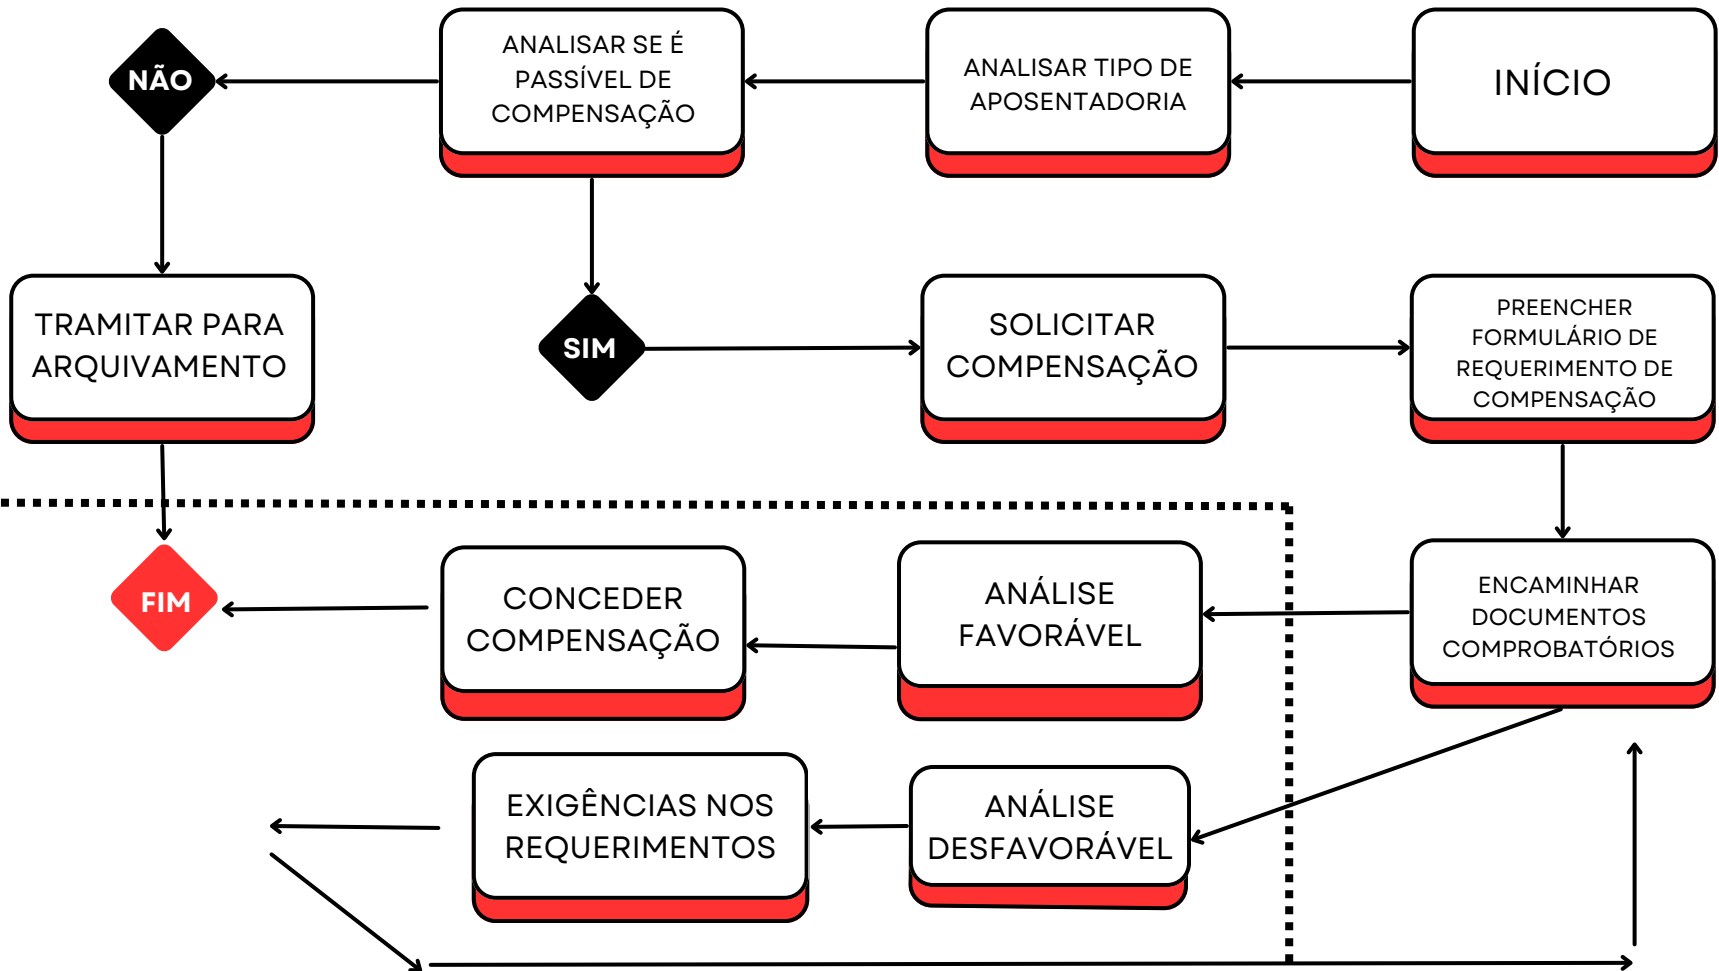 INÍCIO
ANALISAR TIPO DE
APOSENTADORIA
ANALISAR SE É
PASSÍVEL DE
COMPENSAÇÃO
NÃO
TRAMITAR PARA
ARQUIVAMENTO
SIM
SOLICITAR
COMPENSAÇÃO
PREENCHER
FORMULÁRIO DE
REQUERIMENTO DE
COMPENSAÇÃO
ENCAMINHAR
DOCUMENTOS
COMPROBATÓRIOS
ANÁLISE
FAVORÁVEL
CONCEDER
COMPENSAÇÃO
FIM
ANÁLISE
DESFAVORÁVEL
EXIGÊNCIAS NOS
REQUERIMENTOS